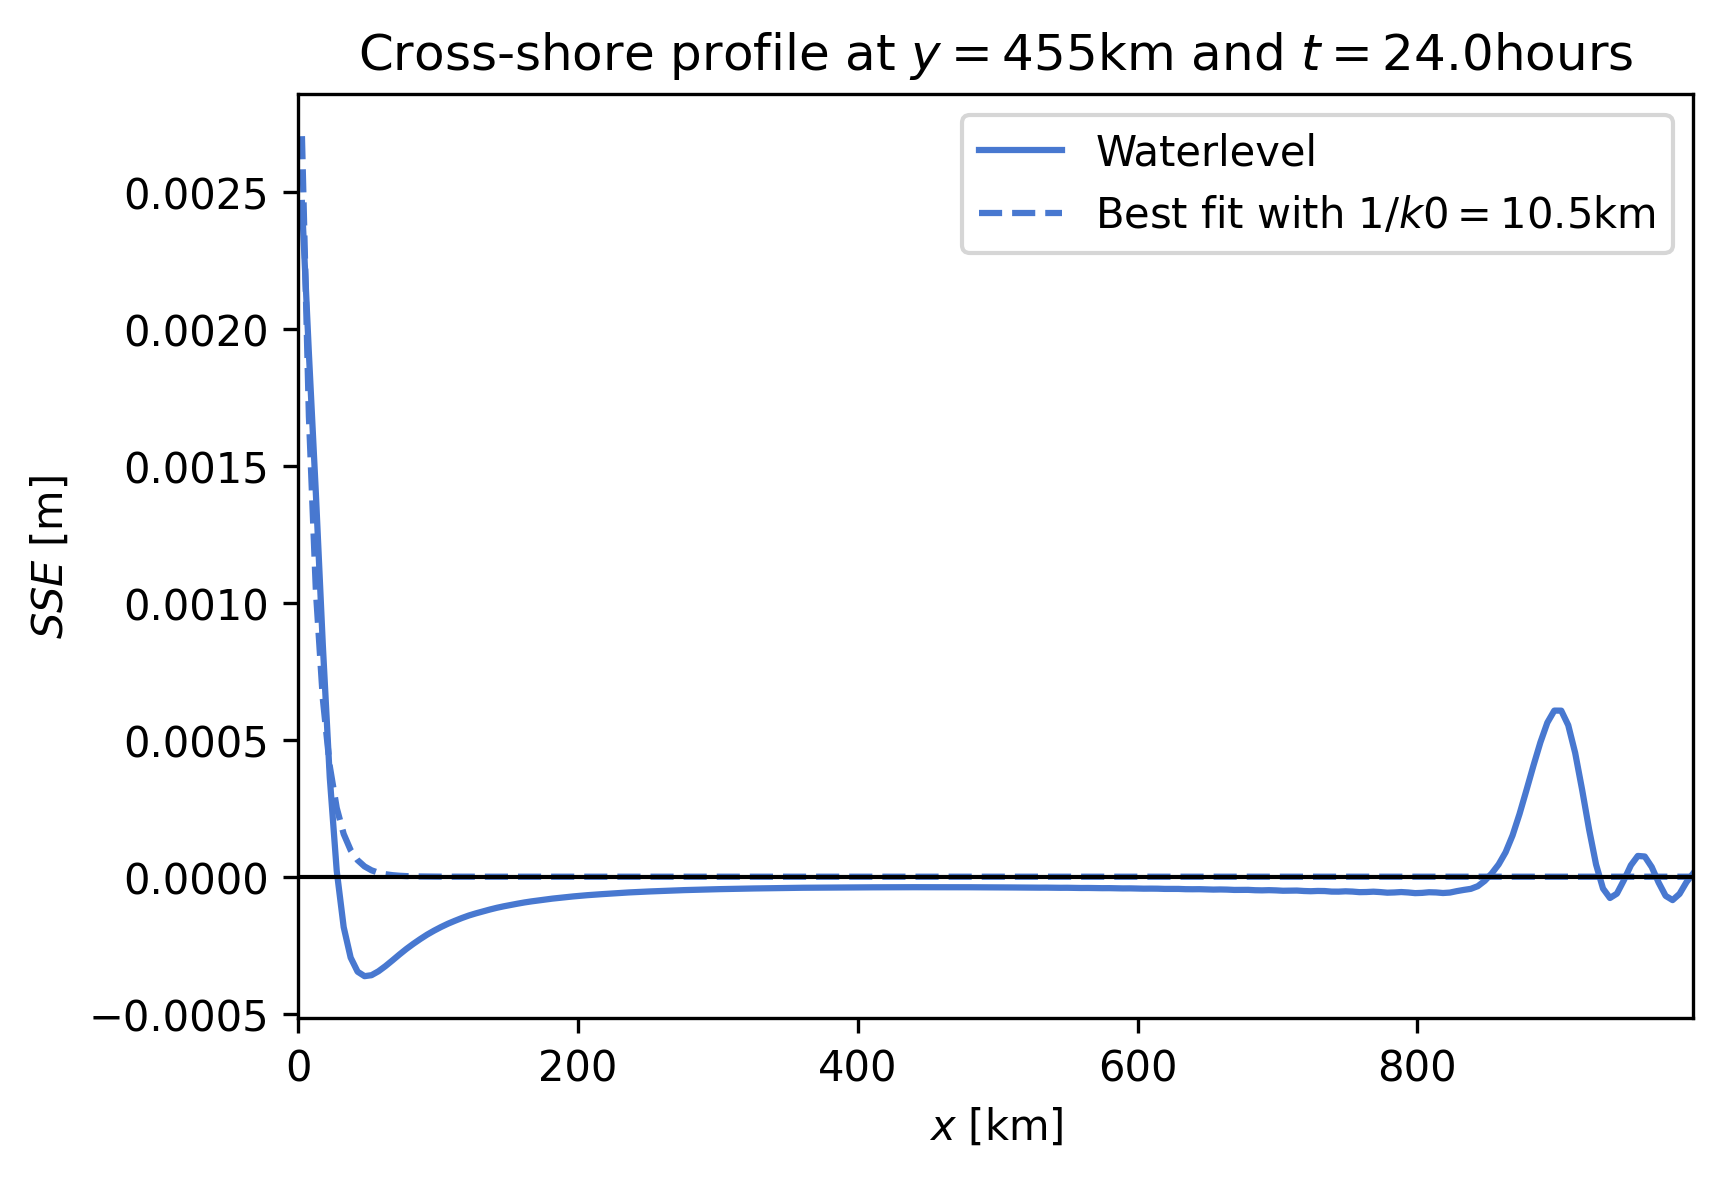 Cross-shore profile at y = 455km and t = 24.0hours
Waterlevel
Best fit with 1/k0 = 10.5km
SSE [m]
0.0025
0.0020
0.0015
0.0010
0.0005
0.0000
−0.0005
0 200 400 600 800
x [km]